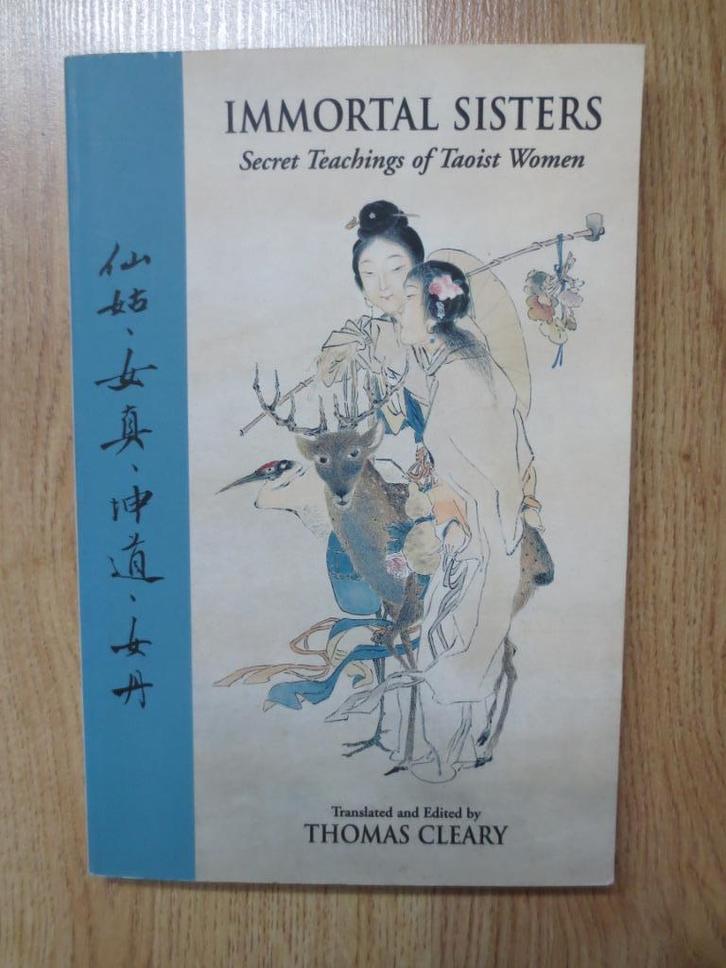 IMMORTAL SISTERS
Secret Teachings of Taoist Women
仙姑、女真、坤道、女丹
Translated and Edited by
THOMAS CLEARY